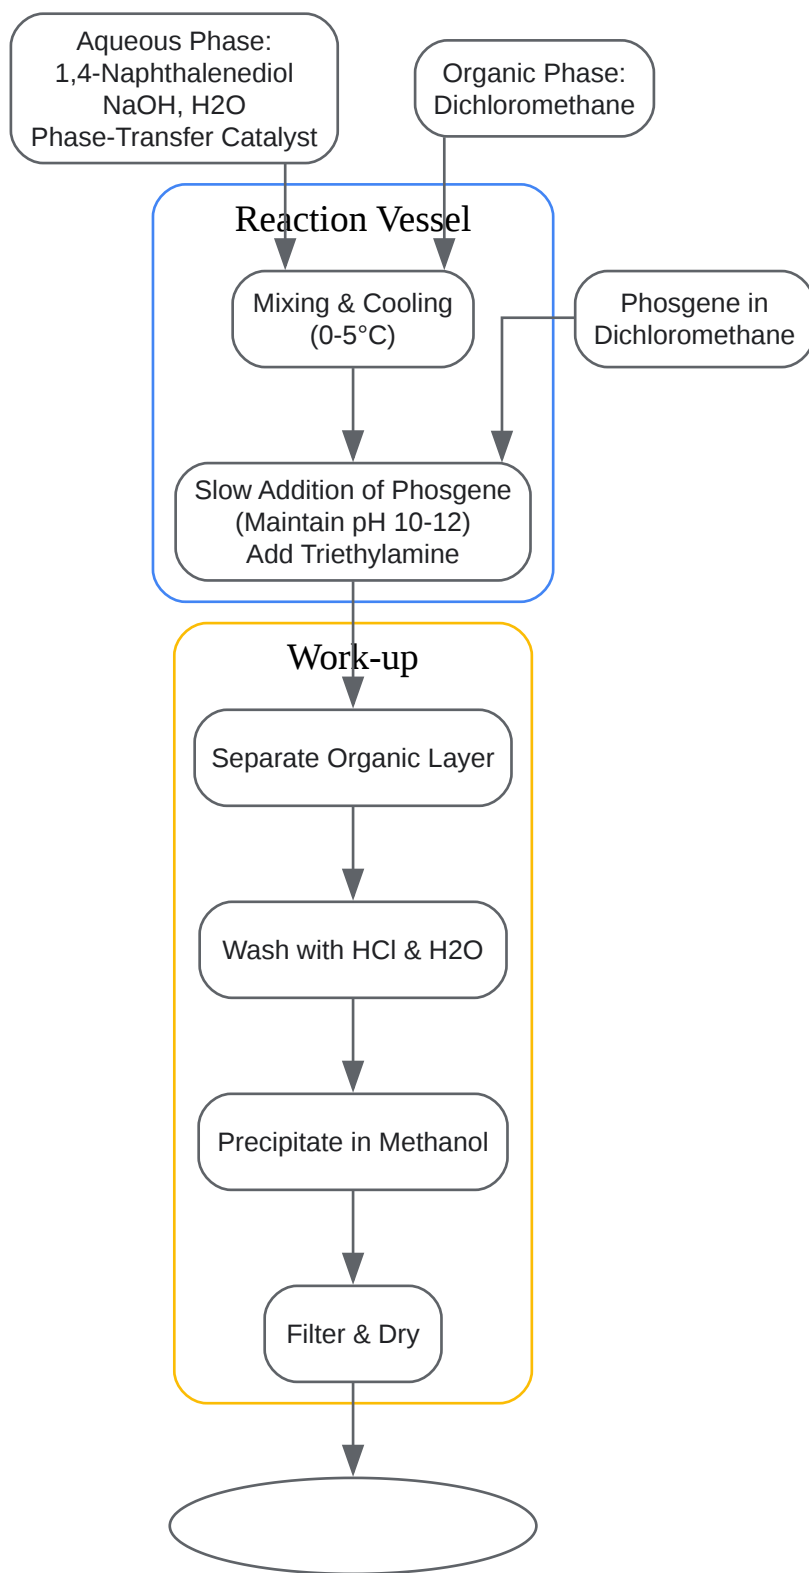 Aqueous Phase:
1,4-Naphthalenediol
NaOH, H2O
Phase-Transfer Catalyst
Organic Phase:
Dichloromethane
Reaction Vessel
Mixing & Cooling
(0-5°C)
Phosgene in
Dichloromethane
Slow Addition of Phosgene
(Maintain pH 10-12)
Add Triethylamine
Work-up
Separate Organic Layer
Wash with HCl & H2O
Precipitate in Methanol
Filter & Dry